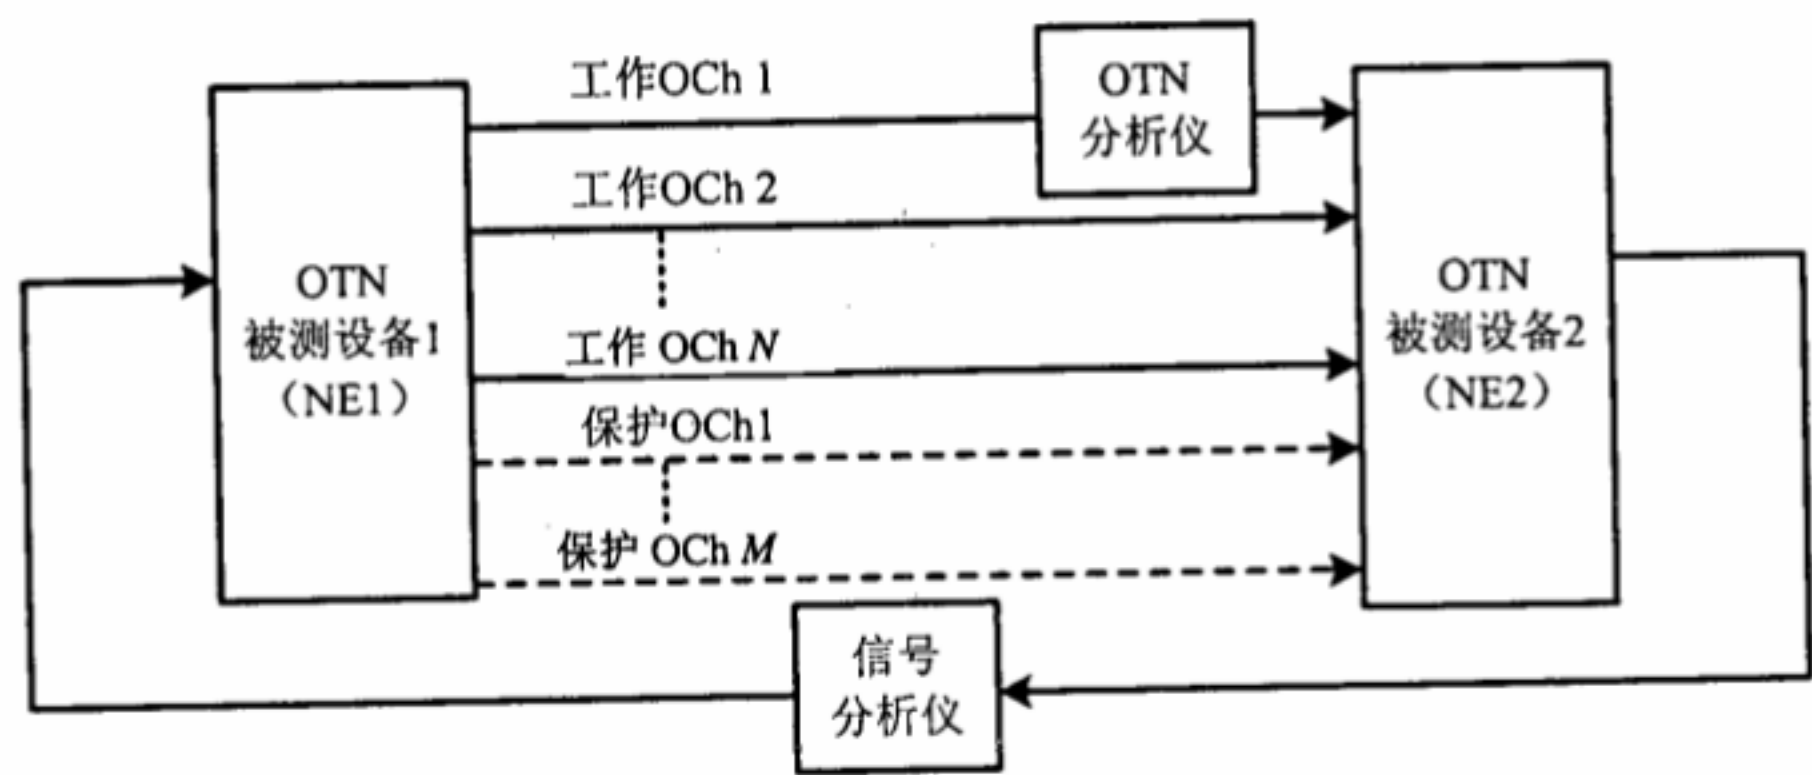 工作OCh 1
OTN
分析仪
工作OCh 2
OTN
被测设备1
（NE1）
工作 OCh N
OTN
被测设备2
（NE2）
保护OCh1
保护 OCh M
信号
分析仪